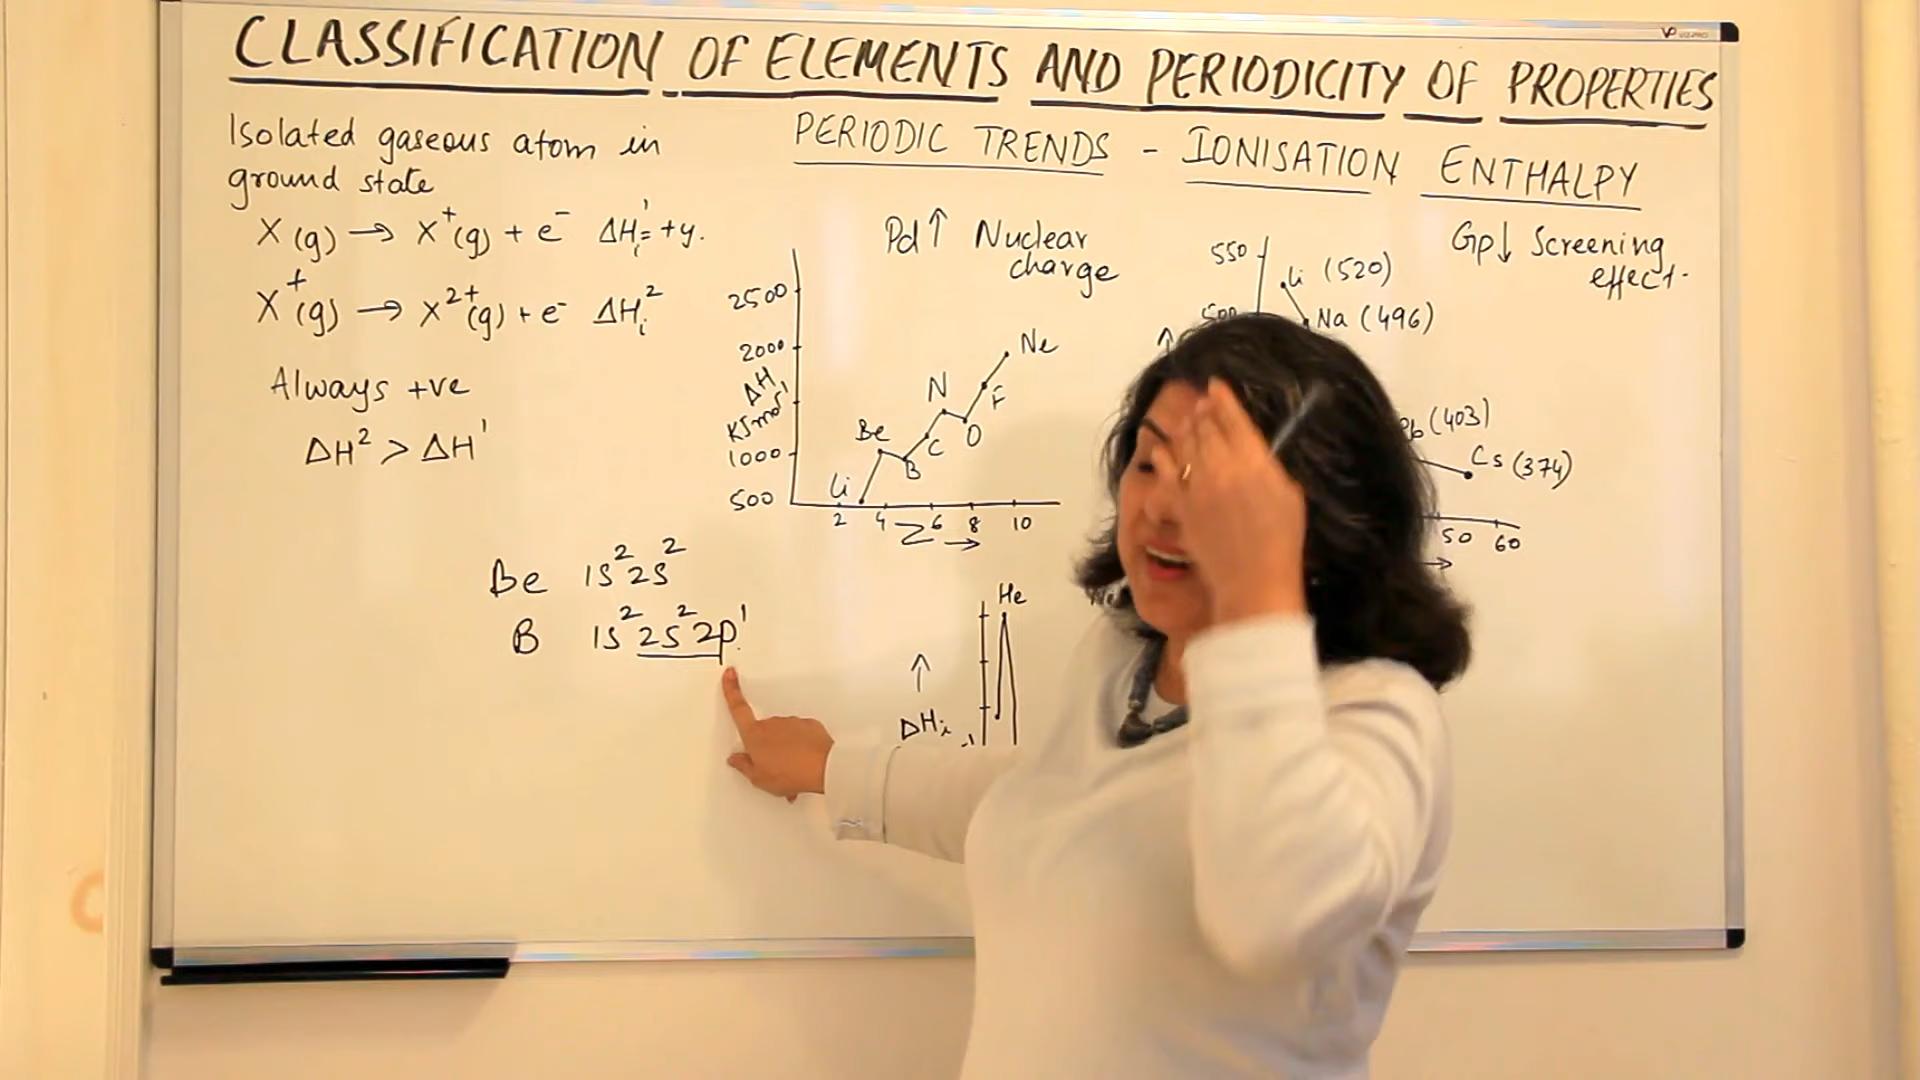 CLASSIFICATION OF ELEMENTS AND PERIODICITY OF PROPERTIES
PERIODIC TRENDS - IONISATION ENTHALPY
Isolated gaseous atom in
ground state
X (g) → X⁺(g) + e⁻ ΔHᵢ¹ = +y.
X⁺(g) → X²⁺(g) + e⁻ ΔHᵢ²
Always +ve
ΔH² > ΔH¹
Be 1S² 2S²
B 1S² 2S² 2p¹
Pd↑ Nuclear
charge
2500
2000
ΔH
KJmol⁻¹
1000
500
Li
Be
B
C
N
O
F
Ne
2 4 6 8 10
Z →
He
↑
ΔHᵢ
Gp↓ Screening
effect
550
500
Li (520)
Na (496)
Rb (403)
Cs (374)
50 60